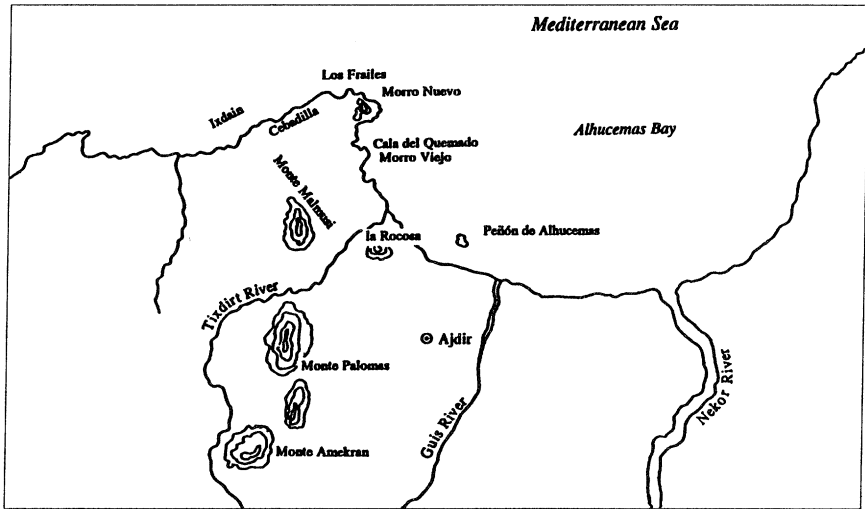 Mediterranean Sea
Los Frailes
Morro Nuevo
Ixdain
Cebadilla
Alhucemas Bay
Cala del Quemado
Morro Viejo
Monte Malmusi
la Rocosa
Peñón de Alhucemas
Tixdirt River
Ajdir
Monte Palomas
Nekor River
Guis River
Monte Amekran